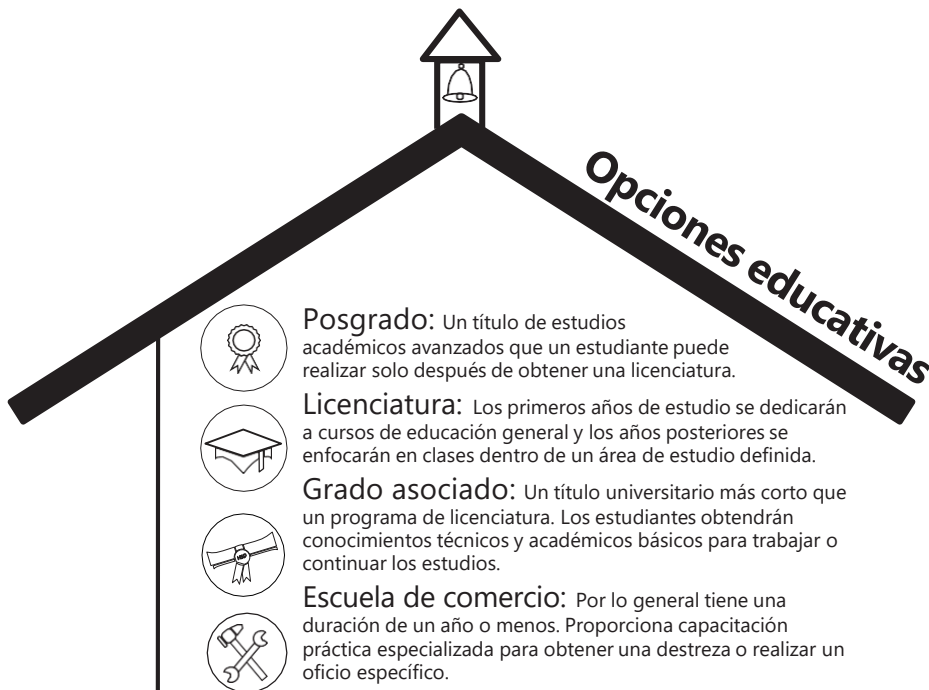 Opciones educativas
Posgrado: Un título de estudios
académicos avanzados que un estudiante puede
realizar solo después de obtener una licenciatura.
Licenciatura: Los primeros años de estudio se dedicarán
a cursos de educación general y los años posteriores se
enfocarán en clases dentro de un área de estudio definida.
Grado asociado: Un título universitario más corto que
un programa de licenciatura. Los estudiantes obtendrán
conocimientos técnicos y académicos básicos para trabajar o
continuar los estudios.
Escuela de comercio: Por lo general tiene una
duración de un año o menos. Proporciona capacitación
práctica especializada para obtener una destreza o realizar un
oficio específico.